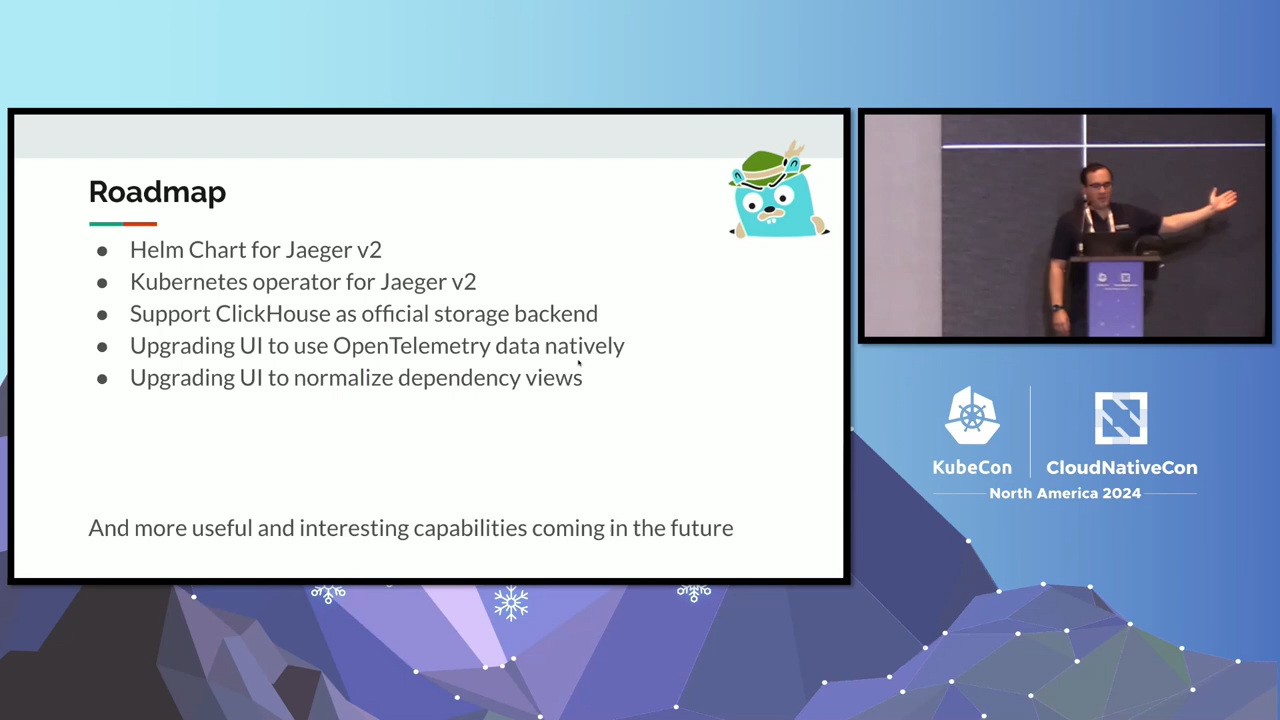 Roadmap
● Helm Chart for Jaeger v2
● Kubernetes operator for Jaeger v2
● Support ClickHouse as official storage backend
● Upgrading UI to use OpenTelemetry data natively
● Upgrading UI to normalize dependency views
And more useful and interesting capabilities coming in the future
KubeCon
CloudNativeCon
North America 2024